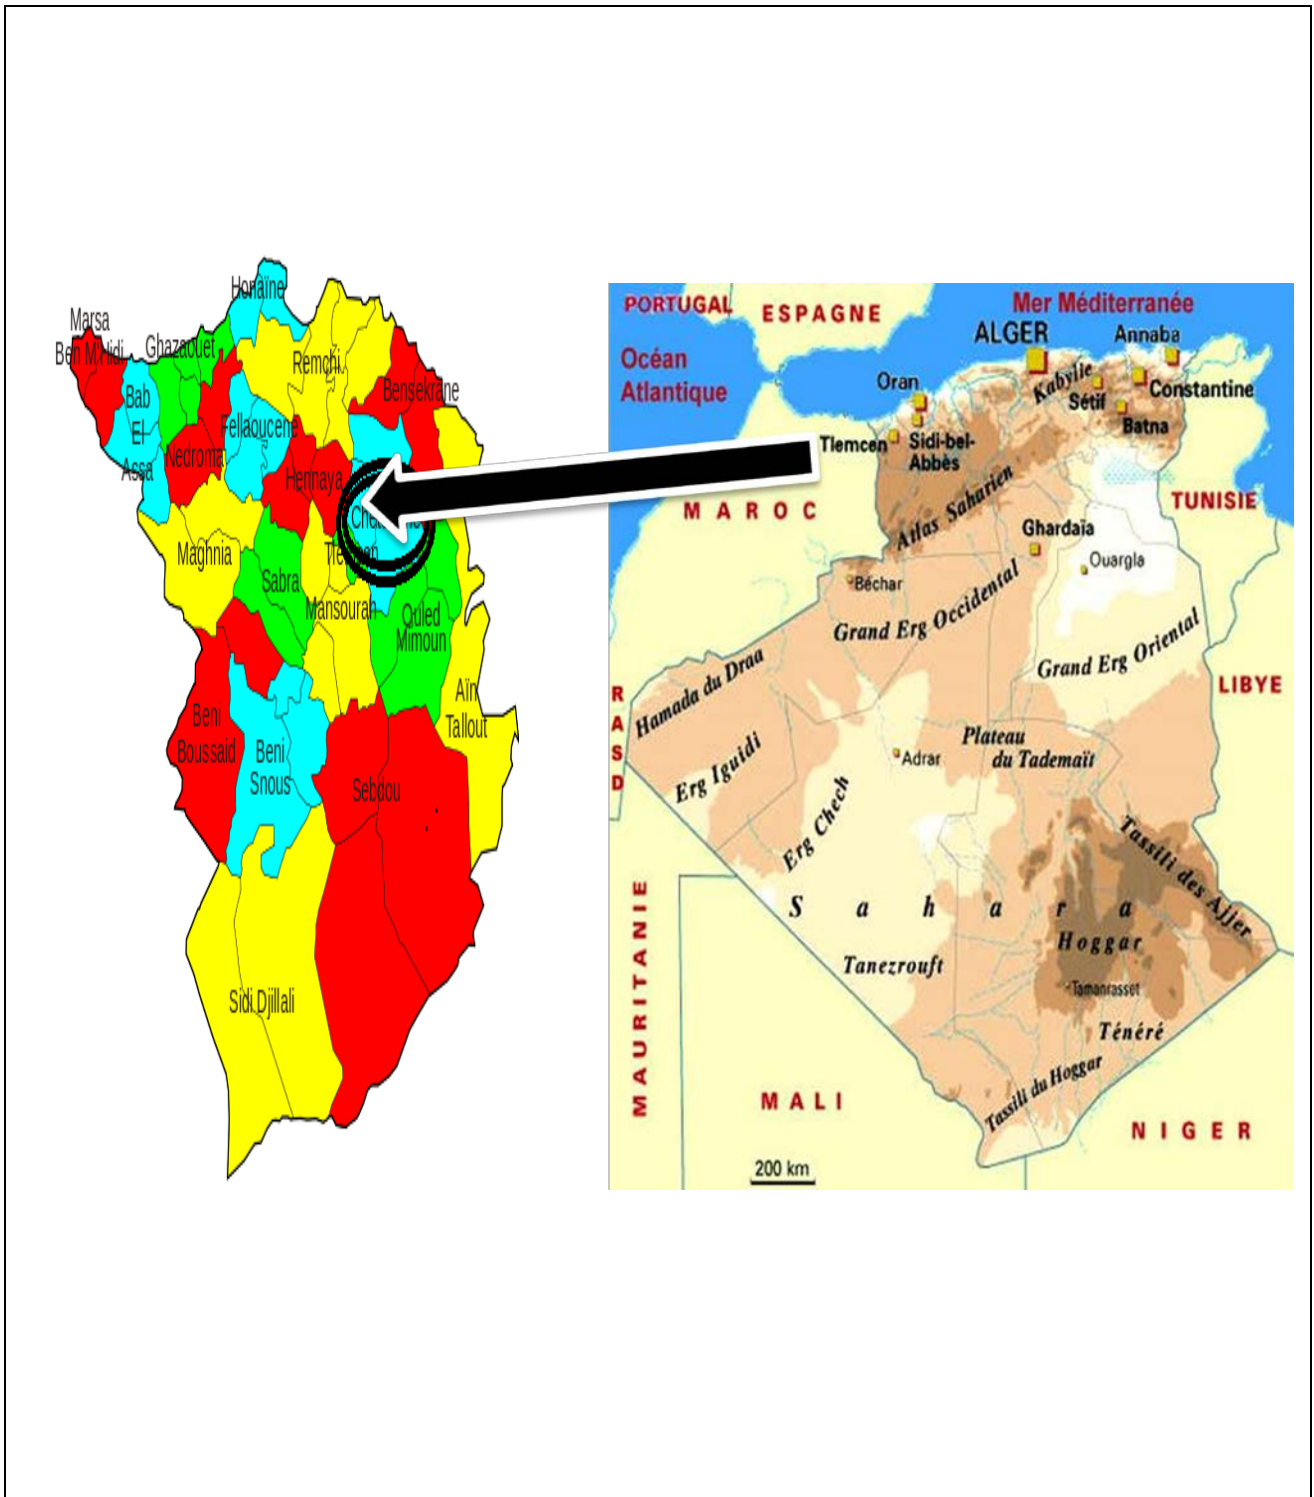 Honaïne
Marsa
Ben M'Hidi
Ghazaouet
Remchi
Bab
El
Assa
Bensekrane
Fellaoucene
Nedroma
Hennaya
Maghnia
Sabra
Mansourah
Ouled
Mimoun
Aïn
Tallout
Beni
Boussaid
Beni
Snous
Sebdou
Sidi Djillali
PORTUGAL
ESPAGNE
Mer Méditerranée
ALGER
Annaba
Océan
Atlantique
Oran
Kabylie
Constantine
Sétif
Batna
Tlemcen
Sidi-bel-
Abbès
MAROC
Atlas Saharien
TUNISIE
Ghardaïa
Ouargla
Béchar
Grand Erg Occidental
Grand Erg Oriental
LIBYE
Hamada du Draa
RASD
Erg Iguidi
Plateau
du Tademaït
Adrar
Erg Chech
Tassili des Ajjer
Sahara
Hoggar
Tanezrouft
Tamanrasset
Ténéré
MAURITANIE
Tassili du Hoggar
MALI
NIGER
200 km